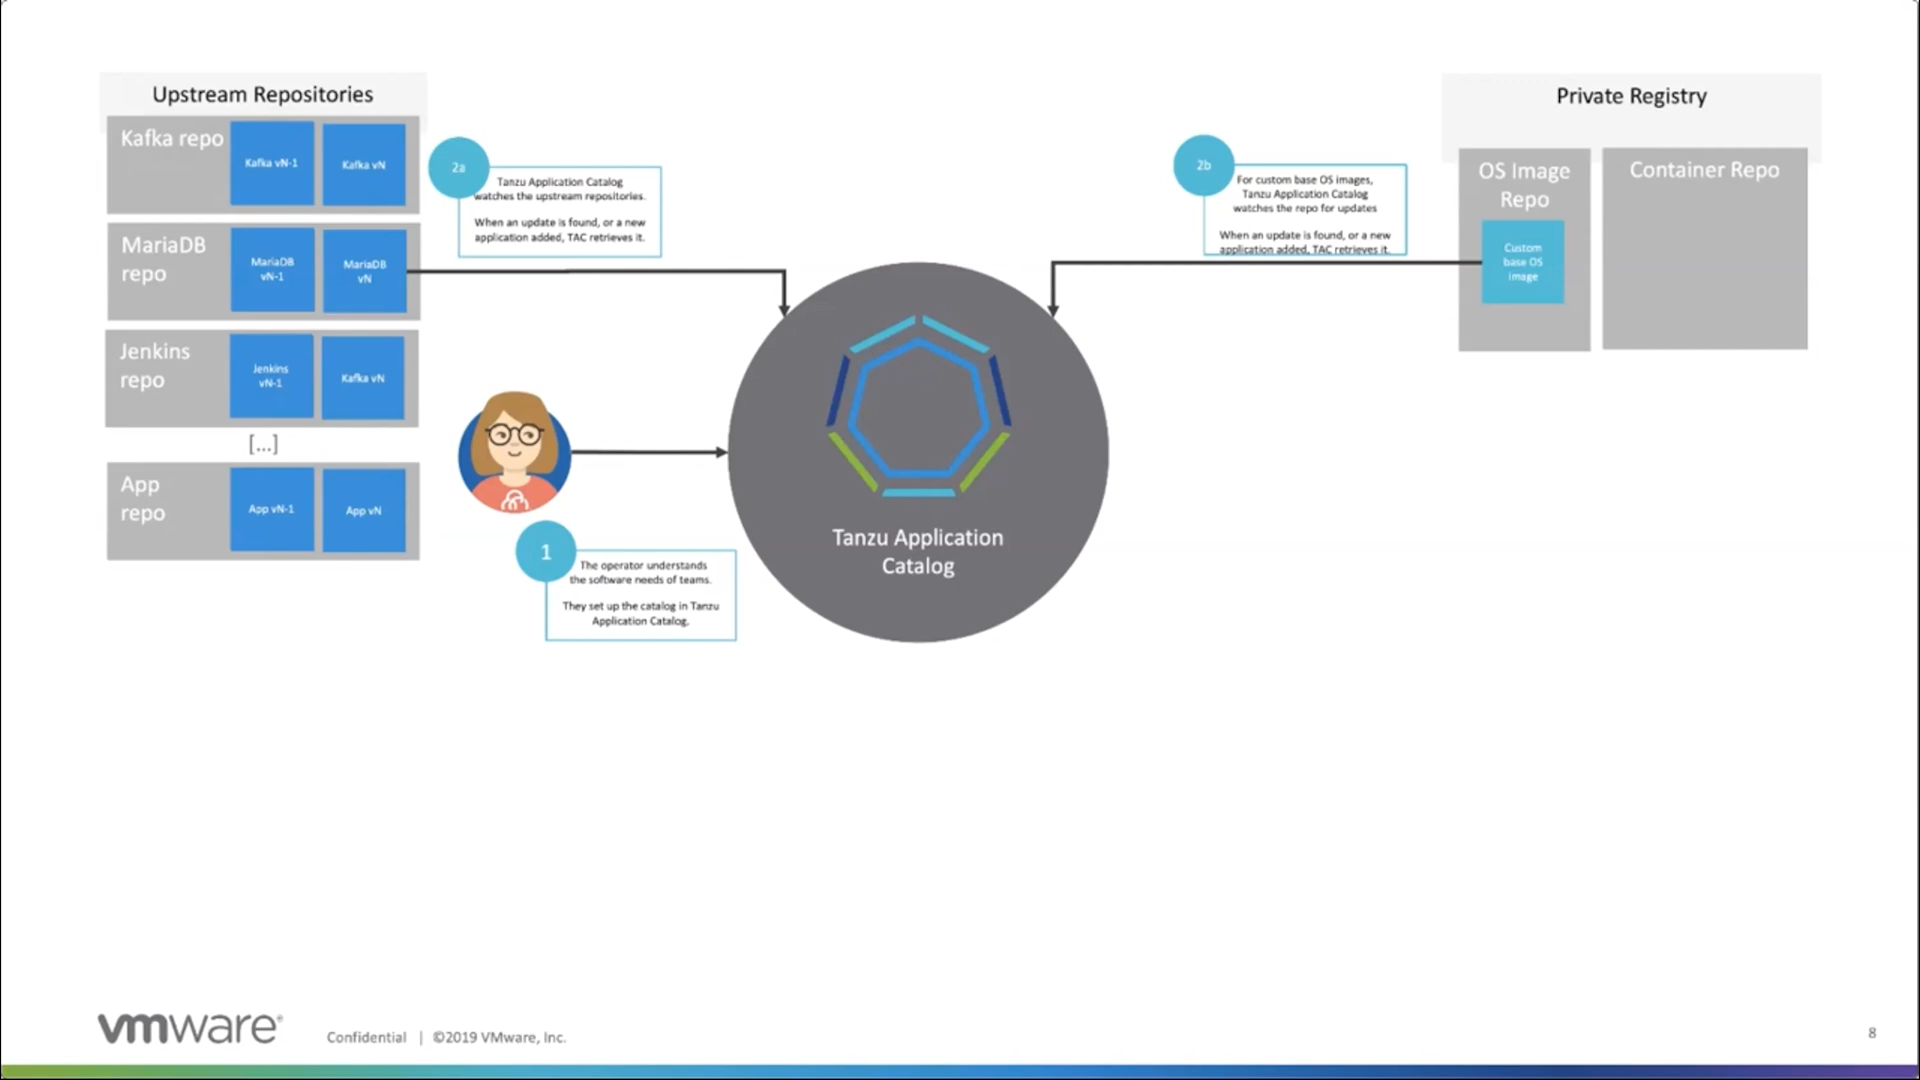 Upstream Repositories
Kafka repo
Kafka vN-1
Kafka vN
MariaDB
repo
MariaDB
vN-1
MariaDB
vN
Jenkins
repo
Jenkins
vN-1
Kafka vN
[...]
App
repo
App vN-1
App vN
2a
Tanzu Application Catalog
watches the upstream repositories.
When an update is found, or a new
application added, TAC retrieves it.
1
The operator understands
the software needs of teams.
They set up the catalog in Tanzu
Application Catalog.
Tanzu Application
Catalog
2b
For custom base OS images,
Tanzu Application Catalog
watches the repo for updates
When an update is found, or a new
application added, TAC retrieves it.
Private Registry
OS Image
Repo
Custom
base OS
image
Container Repo
vmware®
Confidential | ©2019 VMware, Inc.
8